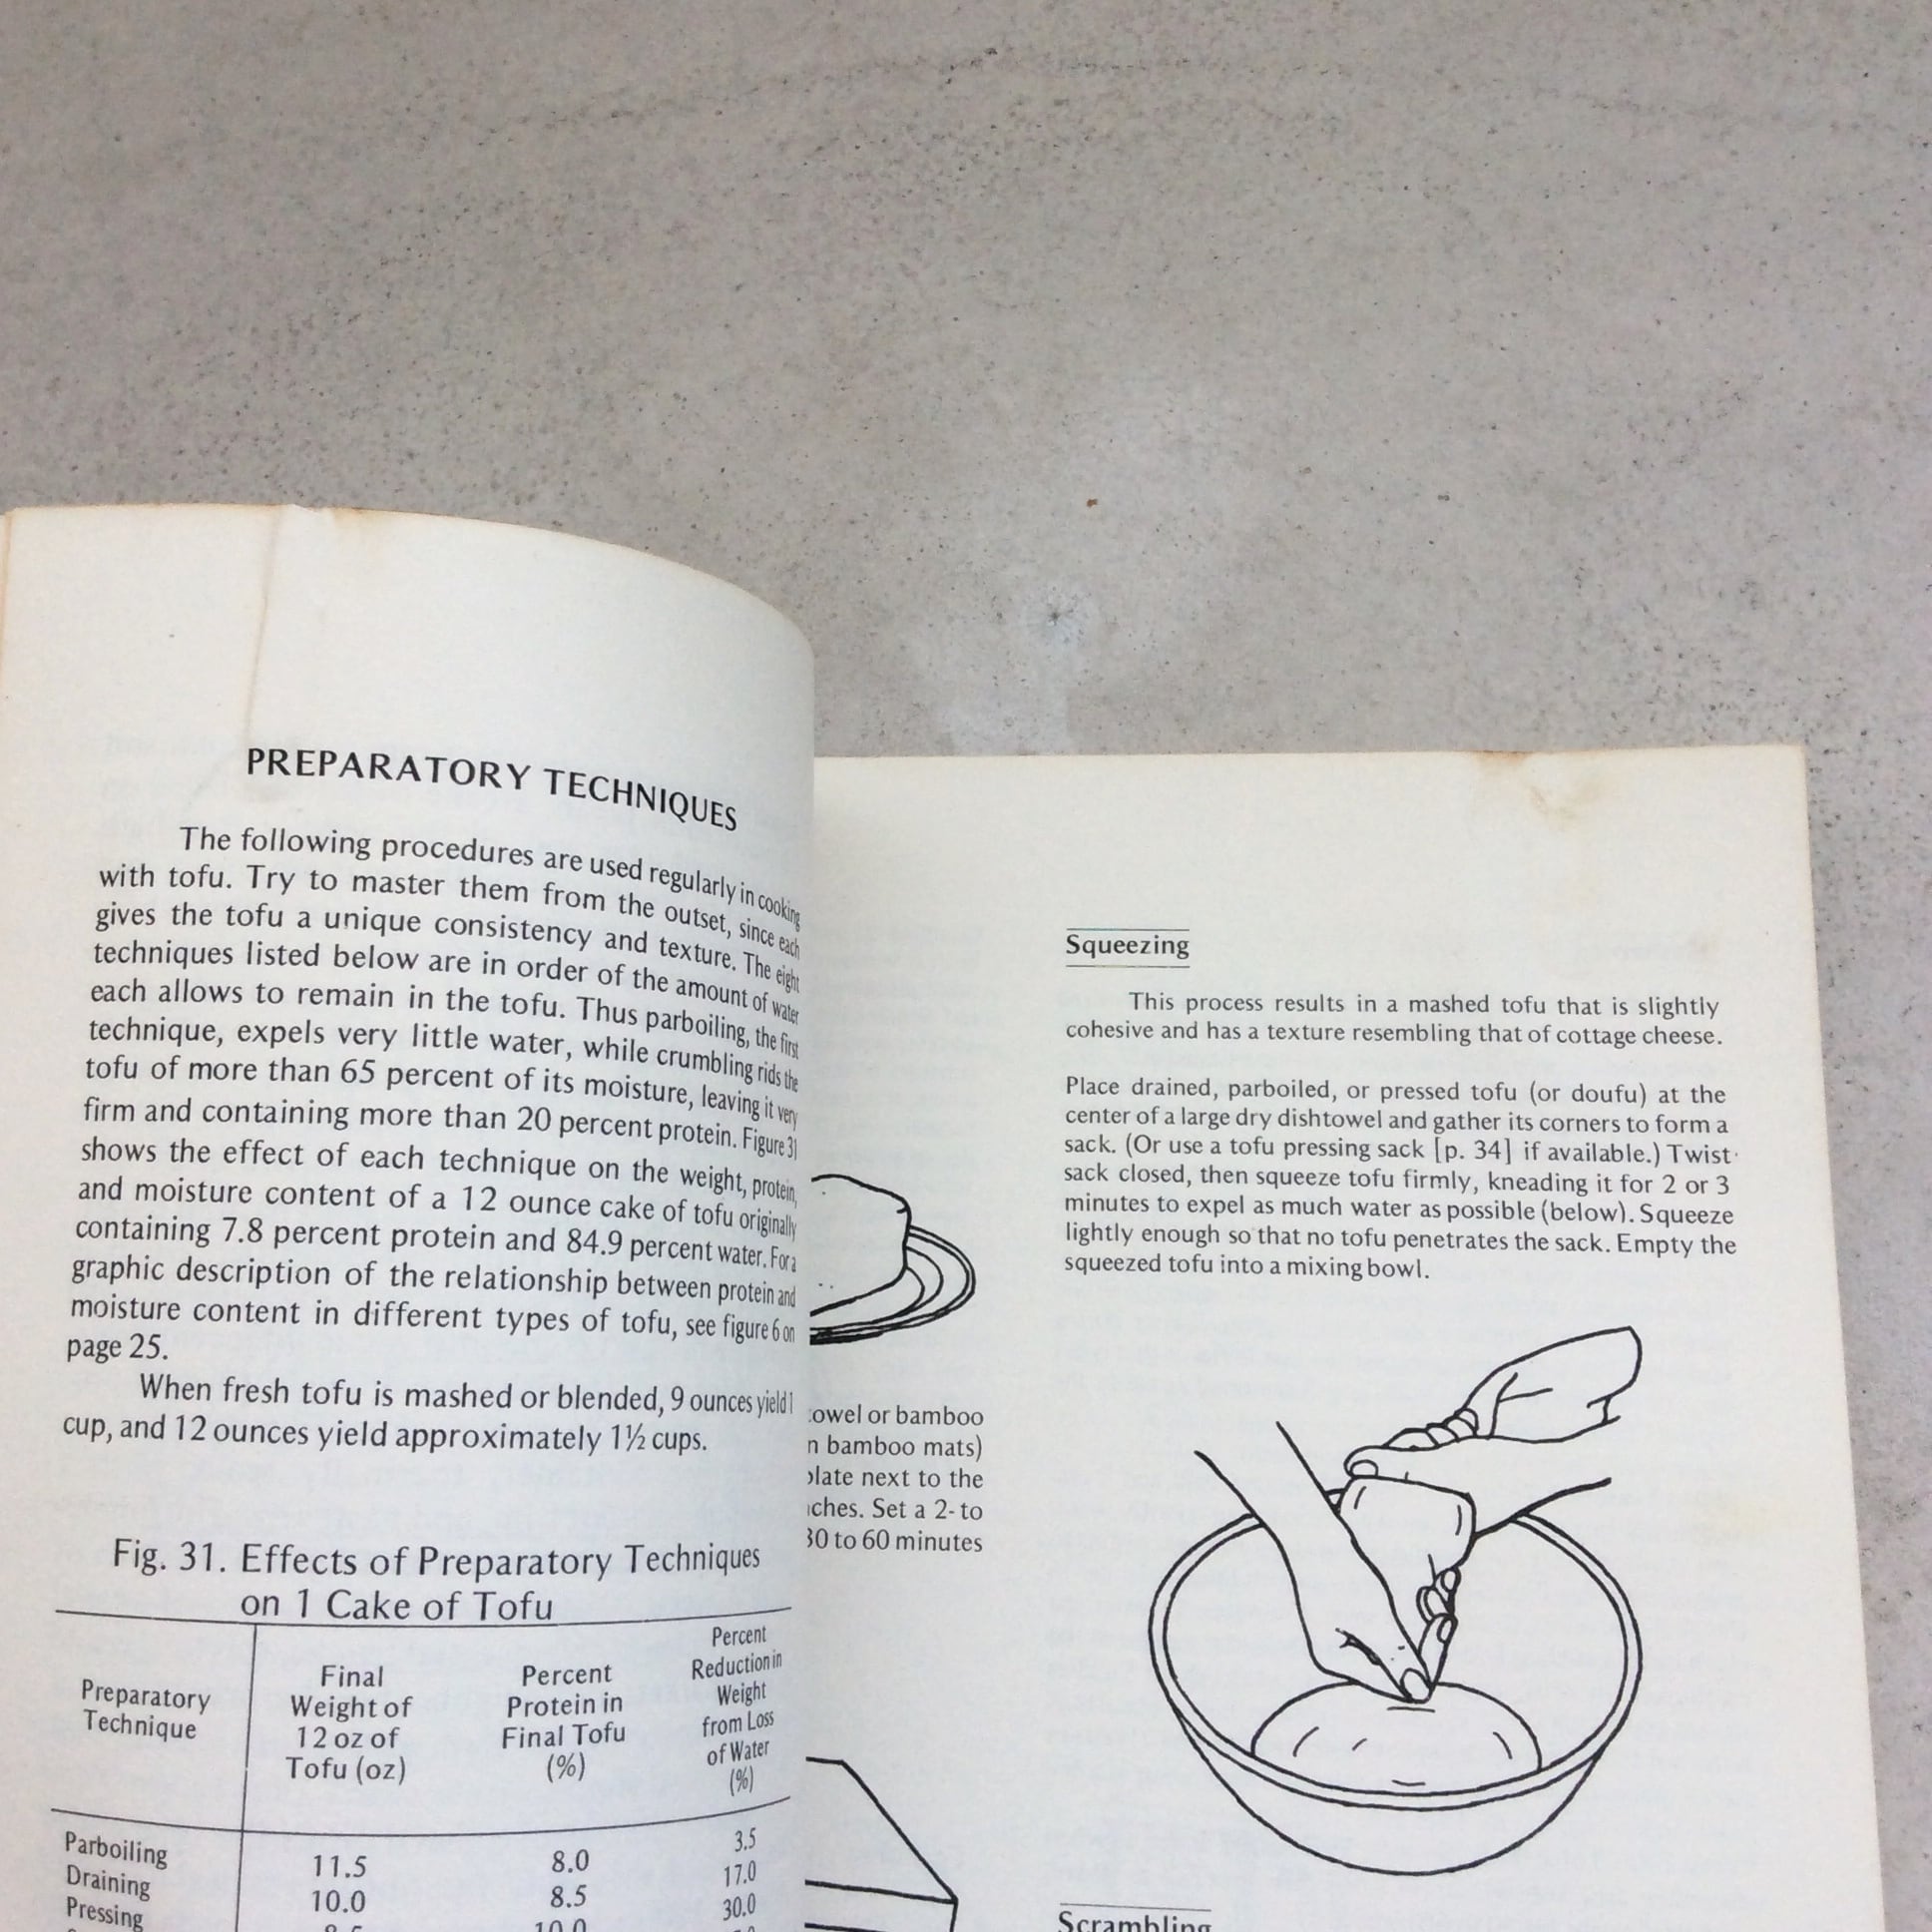 PREPARATORY TECHNIQUES
The following procedures are used regularly in cooking
with tofu. Try to master them from the outset, since each
gives the tofu a unique consistency and texture. The eight
techniques listed below are in order of the amount of water
each allows to remain in the tofu. Thus parboiling, the first
technique, expels very little water, while crumbling rids the
tofu of more than 65 percent of its moisture, leaving it very
firm and containing more than 20 percent protein. Figure 31
shows the effect of each technique on the weight, protein,
and moisture content of a 12 ounce cake of tofu originally
containing 7.8 percent protein and 84.9 percent water. For a
graphic description of the relationship between protein and
moisture content in different types of tofu, see figure 6 on
page 25.
When fresh tofu is mashed or blended, 9 ounces yield 1
cup, and 12 ounces yield approximately 1½ cups.
Fig. 31. Effects of Preparatory Techniques
on 1 Cake of Tofu
Preparatory
Technique
Final
Weight of
12 oz of
Tofu (oz)
Percent
Protein in
Final Tofu
(%)
Percent
Reduction in
Weight
from Loss
of Water
(%)
Parboiling 11.5 8.0 3.5
Draining 10.0 8.5 17.0
Pressing 8.5 10.0 30.0
owel or bamboo
n bamboo mats)
late next to the
ches. Set a 2- to
30 to 60 minutes
Squeezing
This process results in a mashed tofu that is slightly
cohesive and has a texture resembling that of cottage cheese.
Place drained, parboiled, or pressed tofu (or doufu) at the
center of a large dry dishtowel and gather its corners to form a
sack. (Or use a tofu pressing sack [p. 34] if available.) Twist
sack closed, then squeeze tofu firmly, kneading it for 2 or 3
minutes to expel as much water as possible (below). Squeeze
lightly enough so that no tofu penetrates the sack. Empty the
squeezed tofu into a mixing bowl.
Scrambling